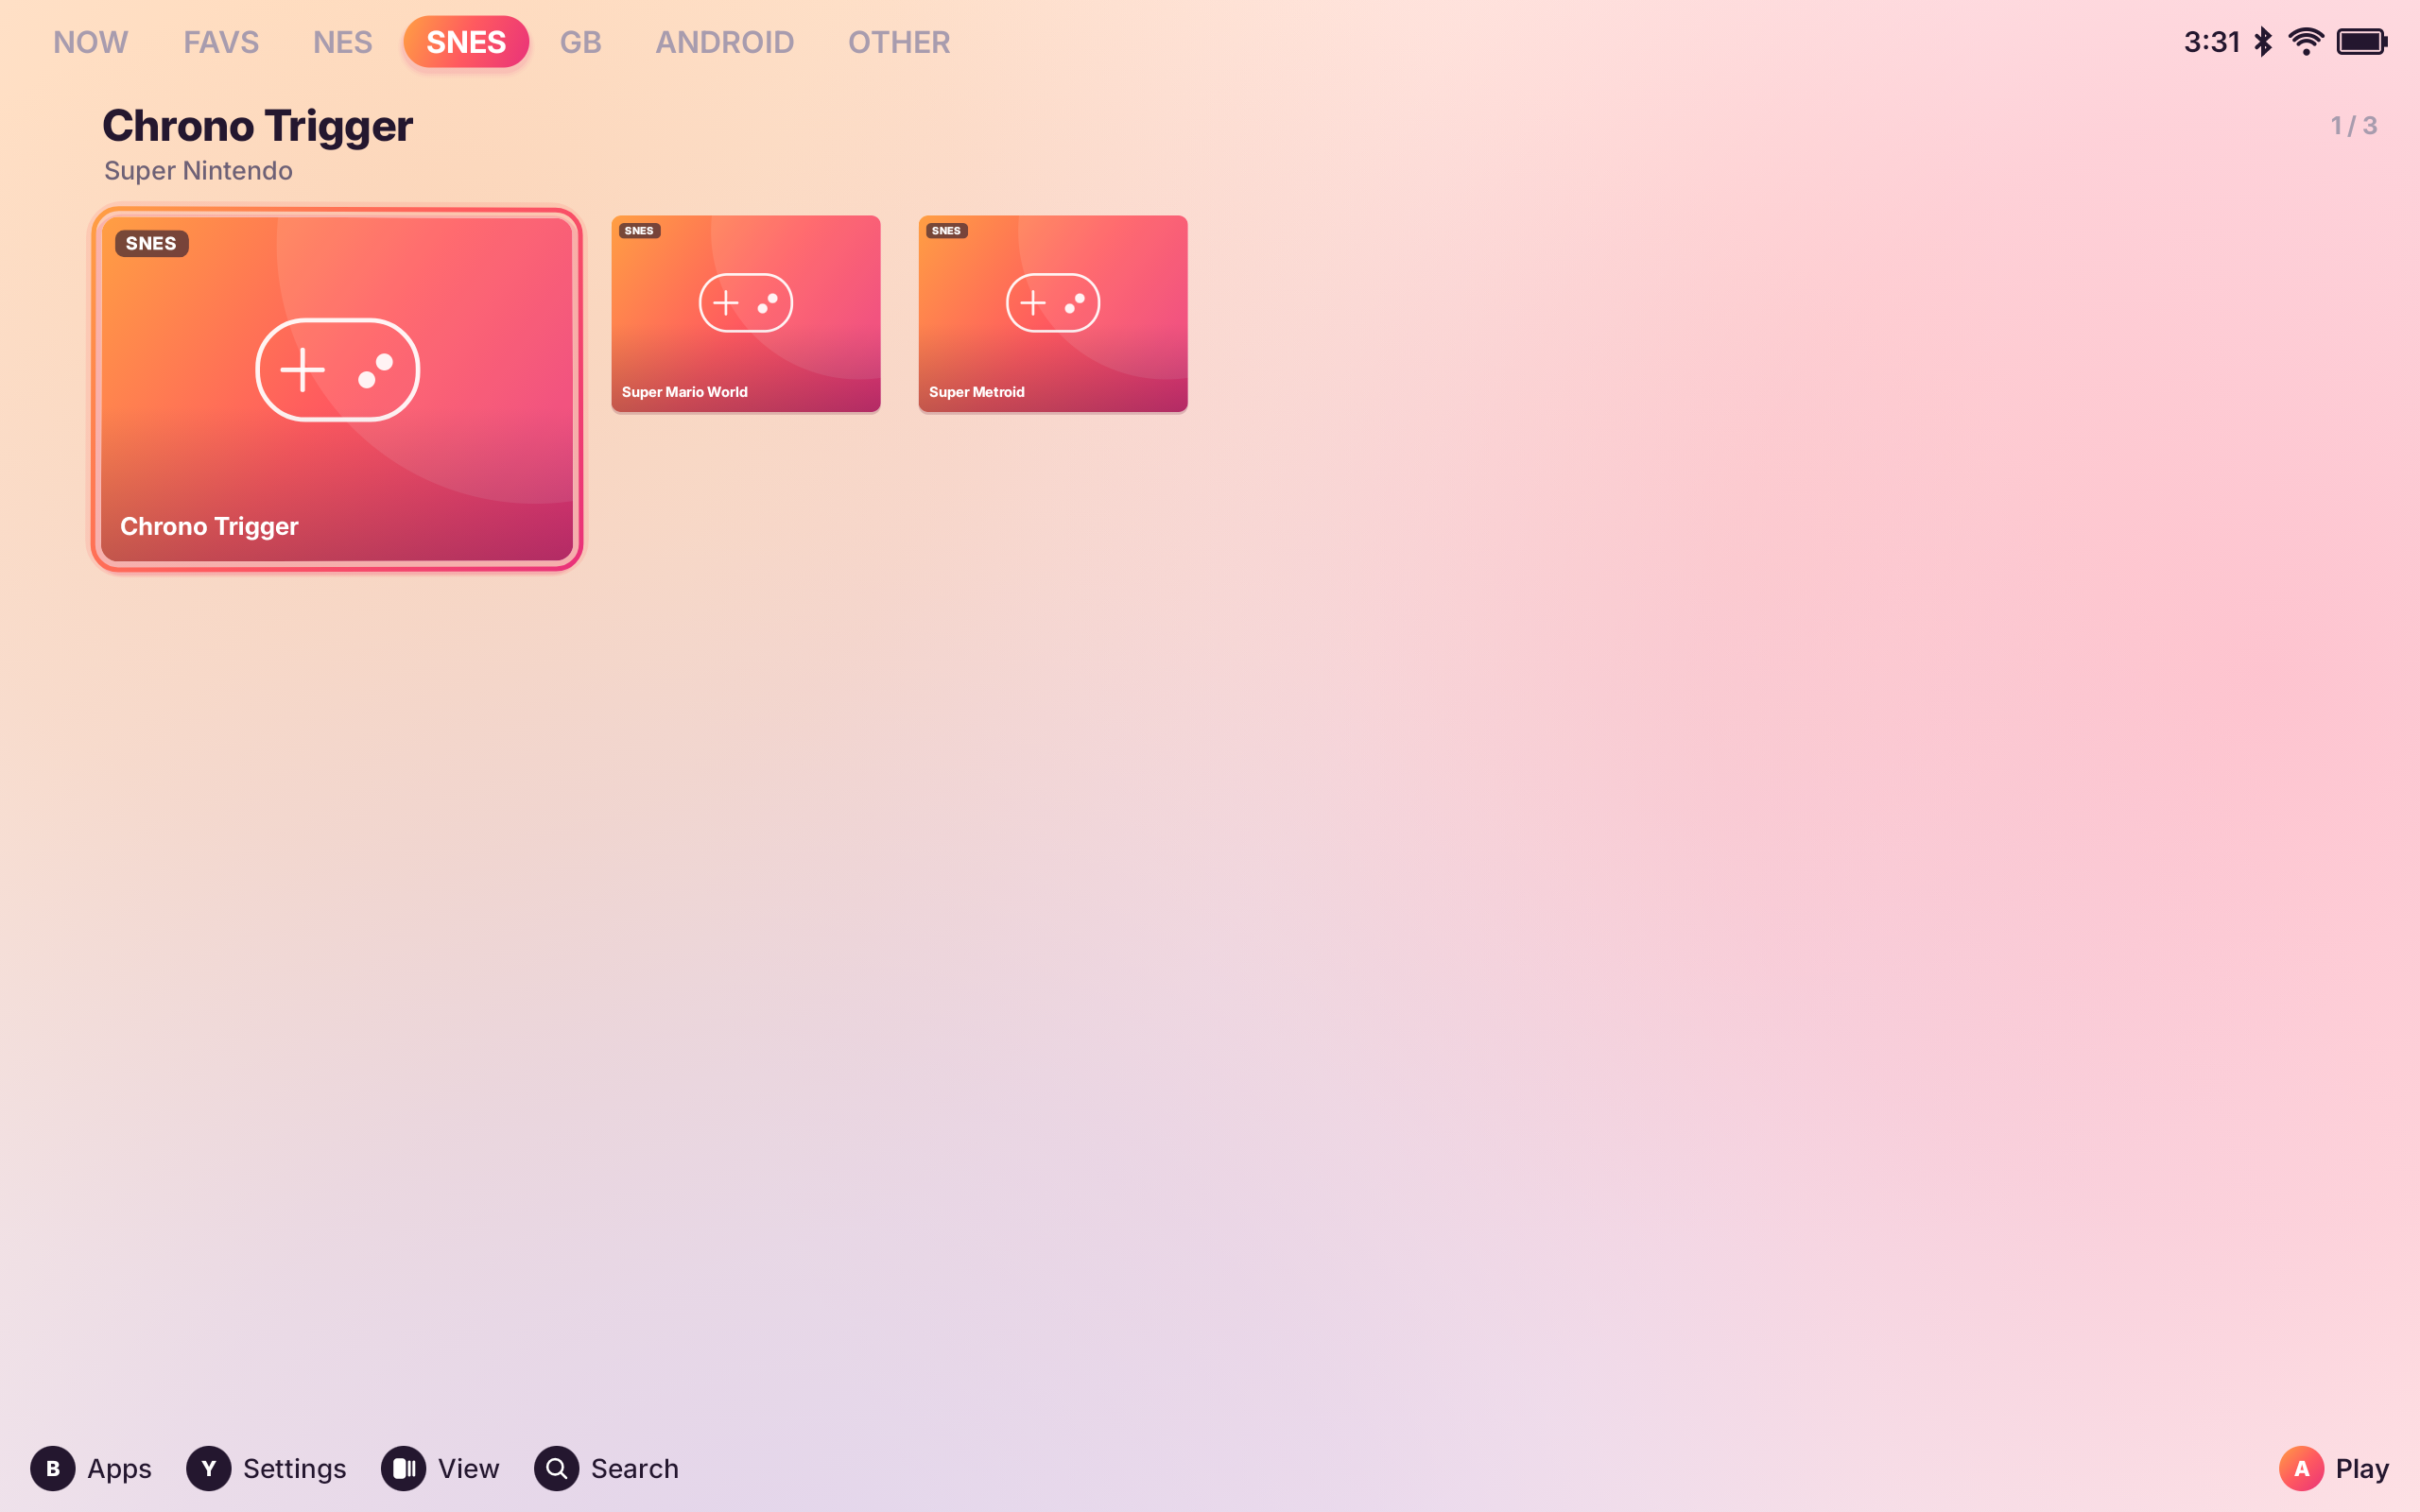 NOW FAVS NES SNES GB ANDROID OTHER 3:31
Chrono Trigger 1 / 3
Super Nintendo
SNES SNES SNES
Super Mario World Super Metroid
Chrono Trigger
B Apps Y Settings View Search A Play